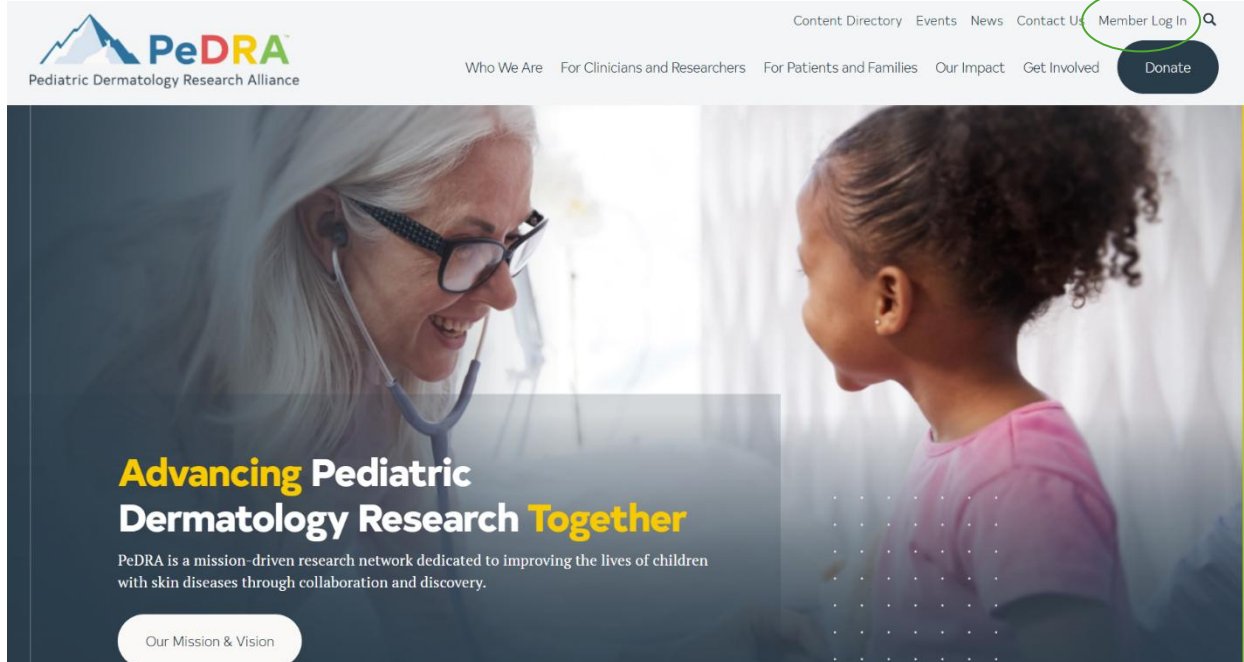 Content Directory Events News Contact Us Member Log In
PeDRA™
Pediatric Dermatology Research Alliance
Who We Are For Clinicians and Researchers For Patients and Families Our Impact Get Involved Donate
Advancing Pediatric
Dermatology Research Together
PeDRA is a mission-driven research network dedicated to improving the lives of children
with skin diseases through collaboration and discovery.
Our Mission & Vision